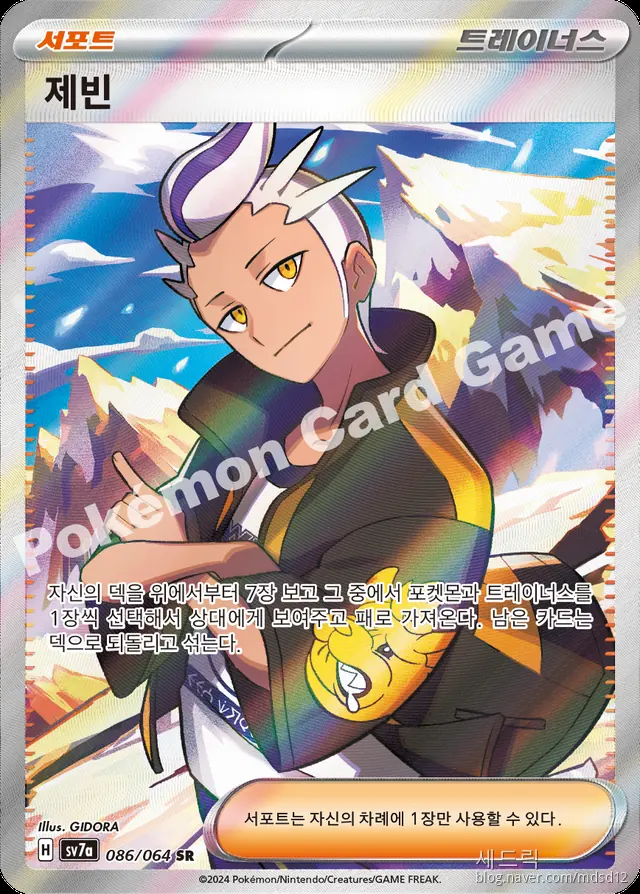 서포트
트레이너스
제빈
Pokémon Card Game
자신의 덱을 위에서부터 7장 보고 그 중에서 포켓몬과 트레이너스를
1장씩 선택해서 상대에게 보여주고 패로 가져온다. 남은 카드는
덱으로 되돌리고 섞는다.
서포트는 자신의 차례에 1장만 사용할 수 있다.
Illus. GIDORA
H sv7a 086/064 SR
세드릭
blog.naver.com/mdsd12
©2024 Pokémon/Nintendo/Creatures/GAME FREAK.